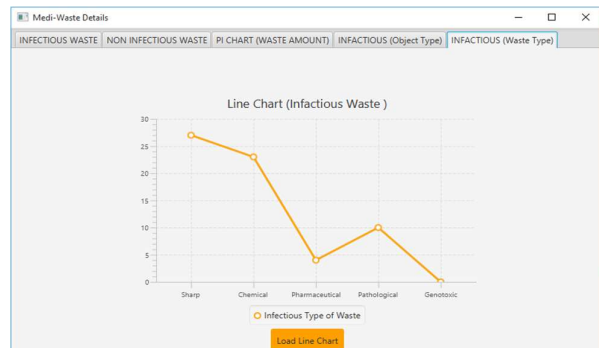 Medi-Waste Details
INFECTIOUS WASTE NON INFECTIOUS WASTE PI CHART (WASTE AMOUNT) INFACTIOUS (Object Type) INFACTIOUS (Waste Type)
Line Chart (Infactious Waste )
30
25
20
15
10
5
0
Sharp Chemical Pharmaceutical Pathological Genotoxic
Infectious Type of Waste
Load Line Chart